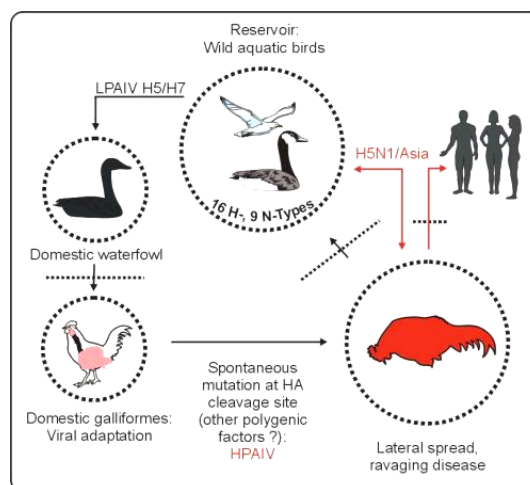 Reservoir:
Wild aquatic birds
LPAIV H5/H7
H5N1/Asia
16 H-, 9 N-Types
Domestic waterfowl
Domestic galliformes:
Viral adaptation
Spontaneous
mutation at HA
cleavage site
(other polygenic
factors ?):
HPAIV
Lateral spread,
ravaging disease